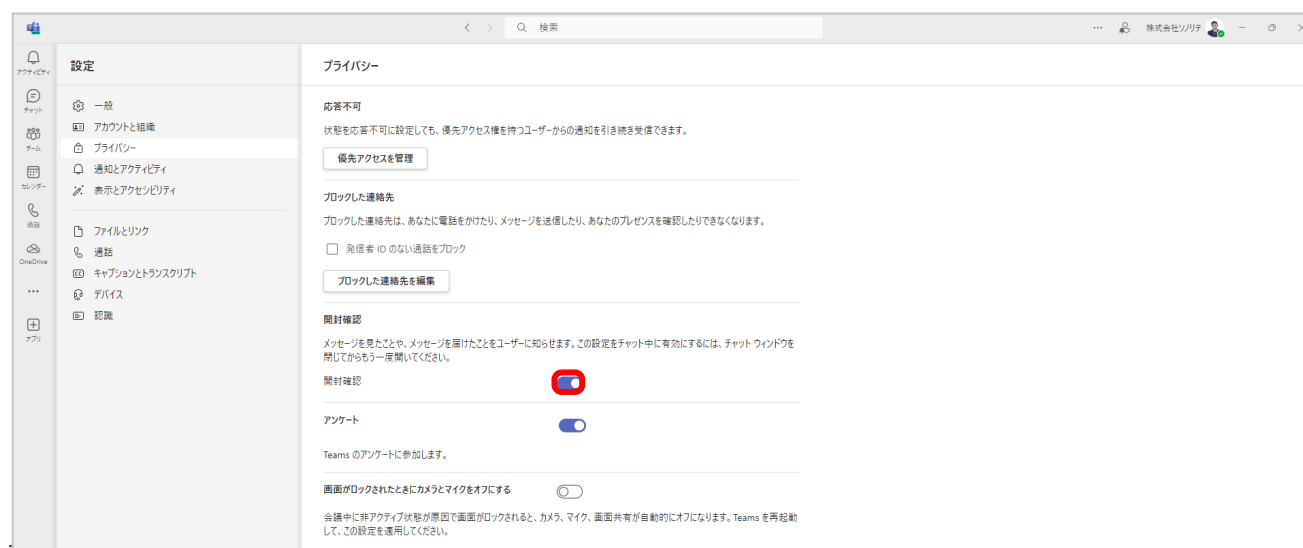 検索
株式会社ソノリテ
アクティビティ
チャット
チーム
カレンダー
通話
OneDrive
アプリ
設定
一般
アカウントと組織
プライバシー
通知とアクティビティ
表示とアクセシビリティ
ファイルとリンク
通話
キャプションとトランスクリプト
デバイス
認識
プライバシー
応答不可
状態を応答不可に設定しても、優先アクセス権を持つユーザーからの通知を引き続き受信できます。
優先アクセスを管理
ブロックした連絡先
ブロックした連絡先は、あなたに電話をかけたり、メッセージを送信したり、あなたのプレゼンスを確認したりできなくなります。
発信者 ID のない通話をブロック
ブロックした連絡先を編集
開封確認
メッセージを見たことや、メッセージを届けたことをユーザーに知らせます。この設定をチャット中に有効にするには、チャット ウィンドウを
閉じてからもう一度開いてください。
開封確認
アンケート
Teams のアンケートに参加します。
画面がロックされたときにカメラとマイクをオフにする
会議中に非アクティブ状態が原因で画面がロックされると、カメラ、マイク、画面共有が自動的にオフになります。Teams を再起動
して、この設定を適用してください。